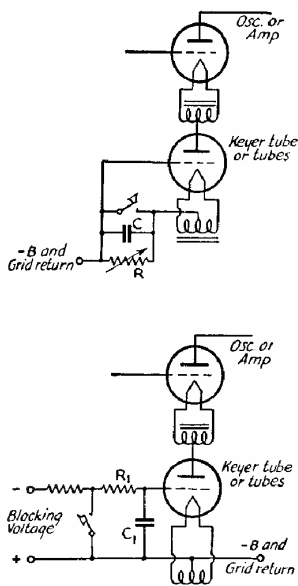 Osc. or
Amp
Keyer tube
or tubes
C
-B and
Grid return
R
Osc. or
Amp
Keyer tube
or tubes
-
R1
Blocking
Voltage
C1
+
-B and
Grid return